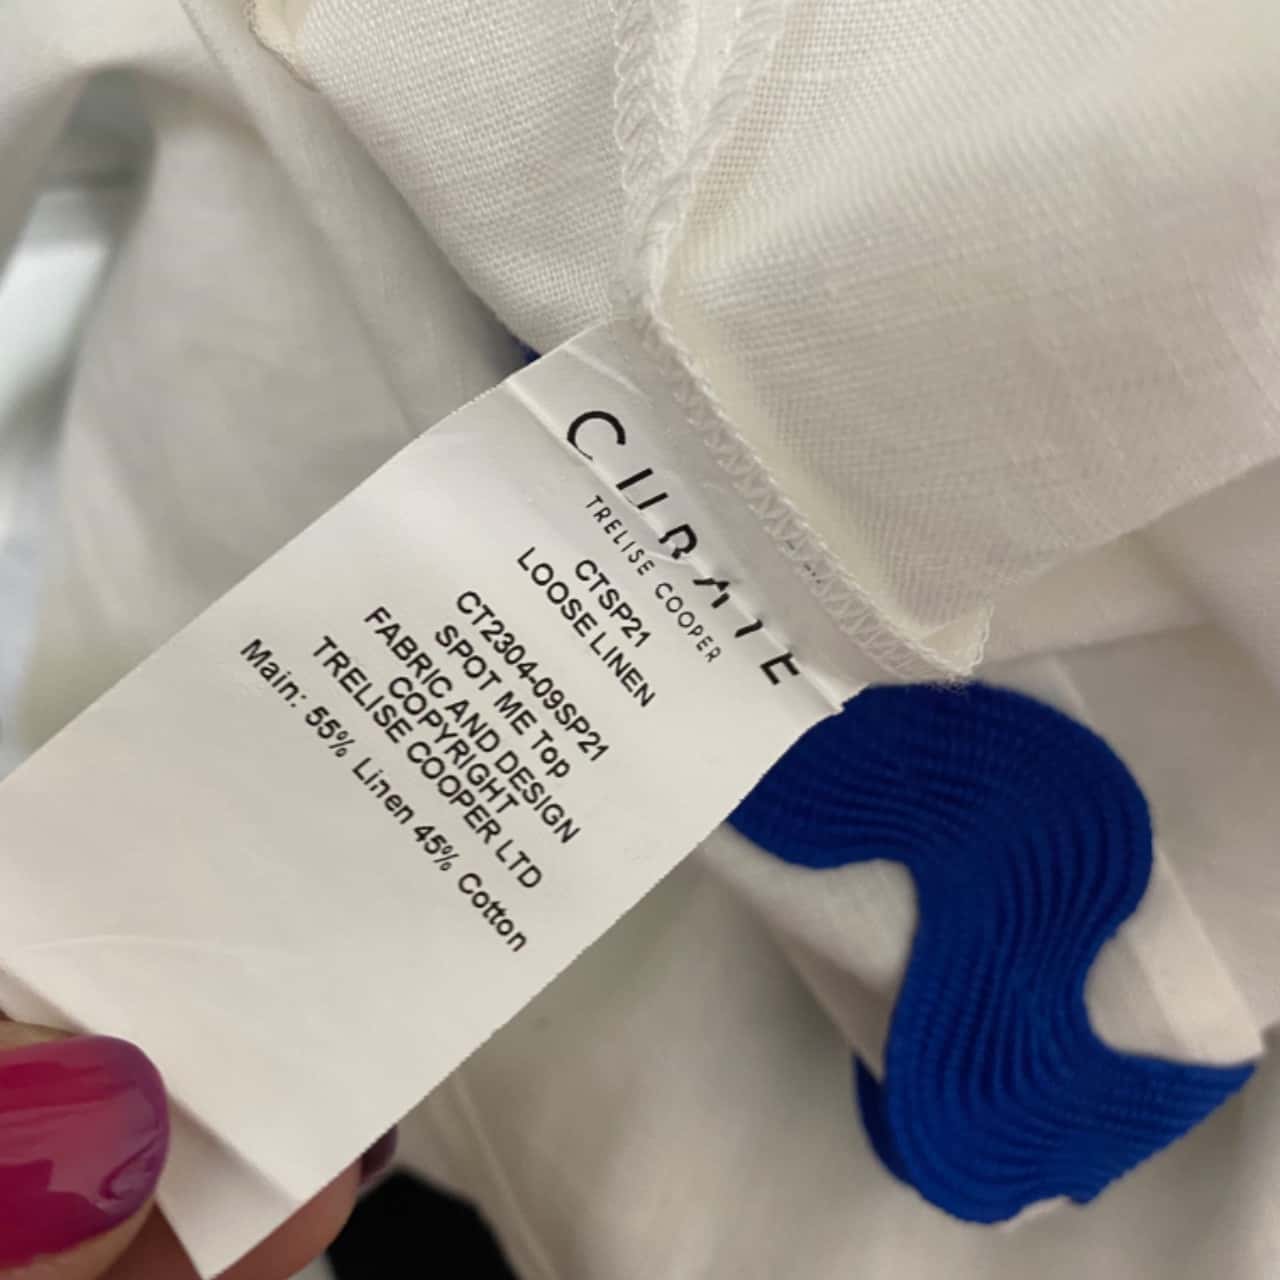 CURATE
TRELISE COOPER
CTSP21
LOOSE LINEN
CT2304-09SP21
SPOT ME Top
FABRIC AND DESIGN
COPYRIGHT
TRELISE COOPER LTD
Main: 55% Linen 45% Cotton